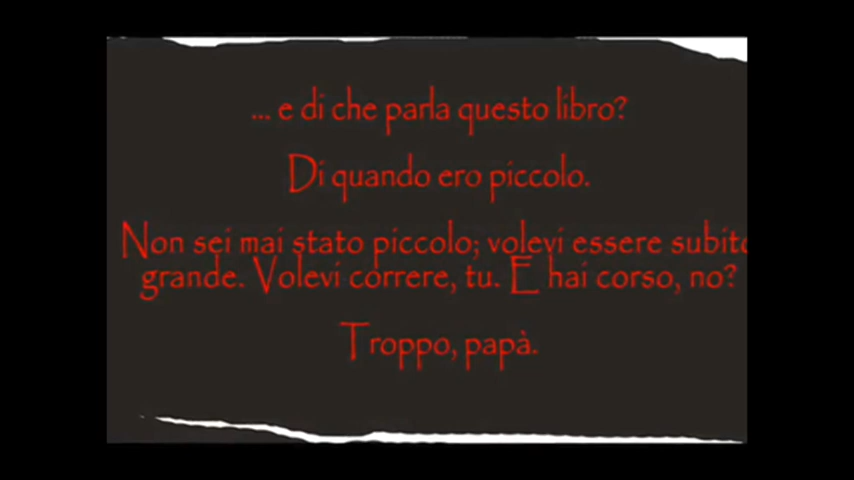 ... e di che parla questo libro?
Di quando ero piccolo.
Non sei mai stato piccolo; volevi essere subito
grande. Volevi correre, tu. E hai corso, no?
Troppo, papà.